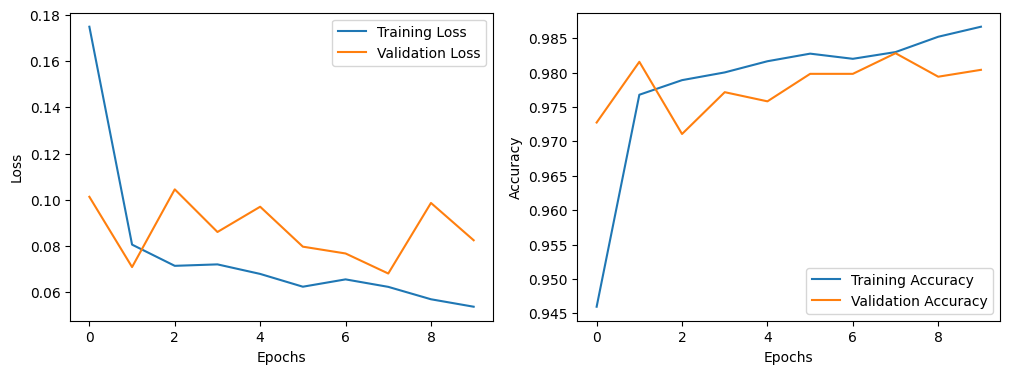 0.18
0.16
0.14
0.12
0.10
0.08
0.06
Loss
0 2 4 6 8
Epochs
Training Loss
Validation Loss
0.985
0.980
0.975
0.970
0.965
0.960
0.955
0.950
0.945
Accuracy
0 2 4 6 8
Epochs
Training Accuracy
Validation Accuracy